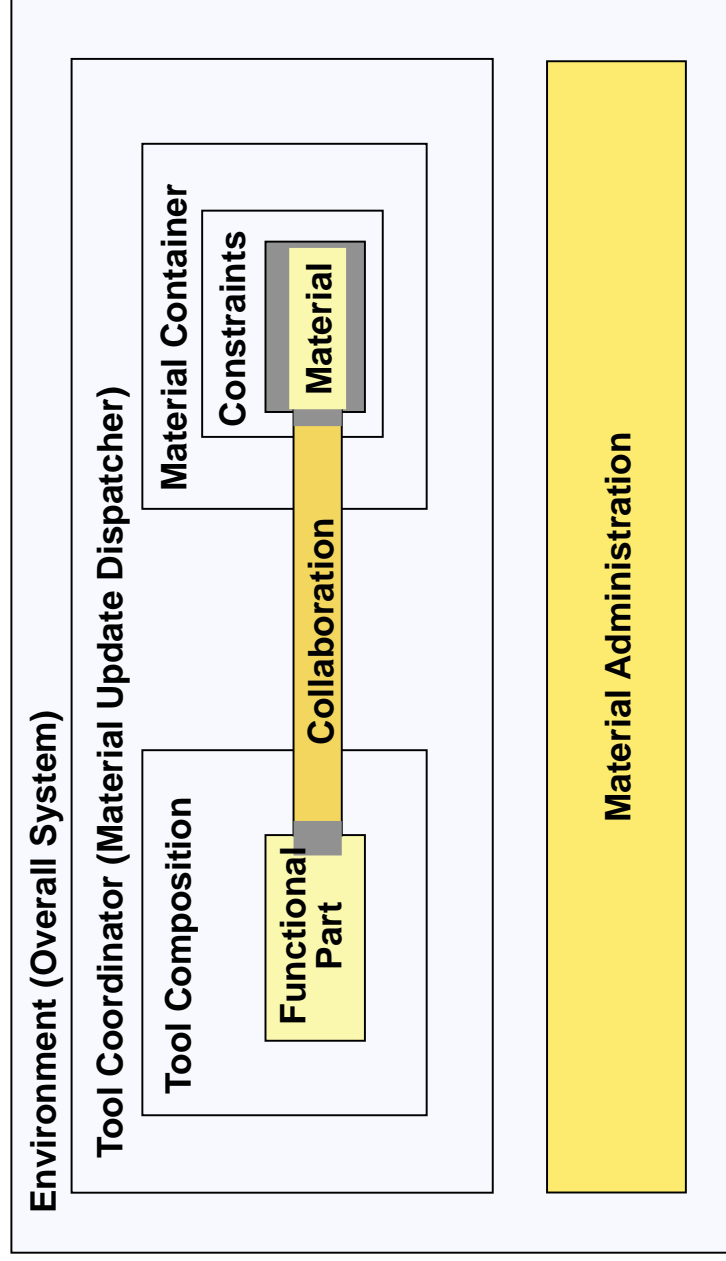 Environment (Overall System)
Tool Coordinator (Material Update Dispatcher)
Tool Composition
Functional
Part
Collaboration
Material Container
Constraints
Material
Material Administration